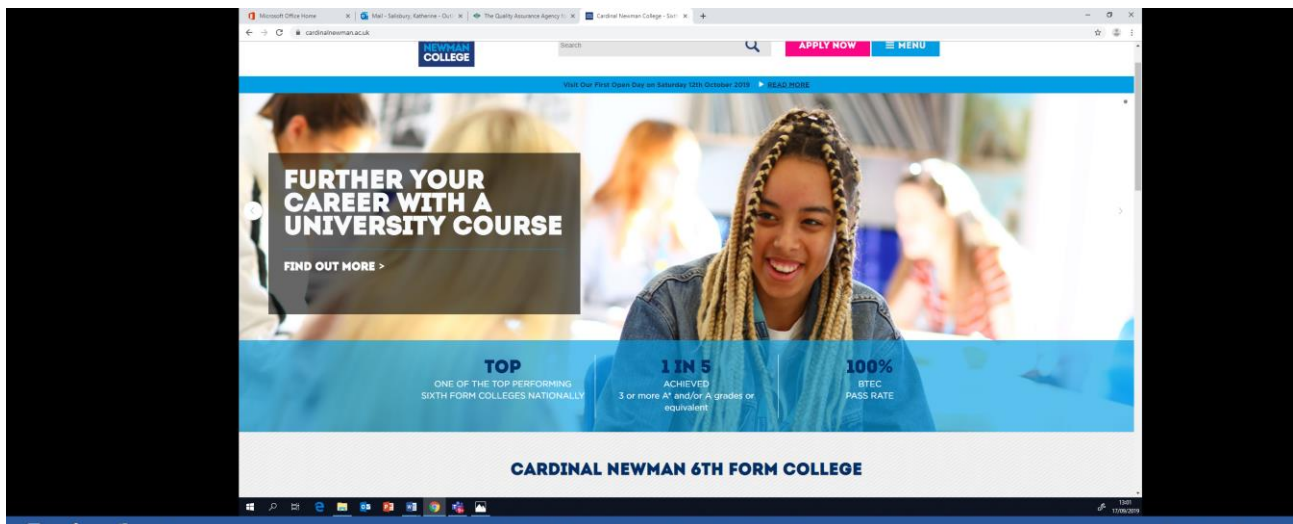 Microsoft Office Home
Mail - Salisbury, Katherine - Out
The Quality Assurance Agency
Cardinal Newman College - Sixt
cardinalnewman.ac.uk
NEWMAN
COLLEGE
Search
APPLY NOW
MENU
Visit Our First Open Day on Saturday 12th October 2019
READ MORE
FURTHER YOUR
CAREER WITH A
UNIVERSITY COURSE
FIND OUT MORE >
TOP
ONE OF THE TOP PERFORMING
SIXTH FORM COLLEGES NATIONALLY
1 IN 5
ACHIEVED
3 or more A* and/or A grades or
equivalent
100%
BTEC
PASS RATE
CARDINAL NEWMAN 6TH FORM COLLEGE
13:01
17/09/2019